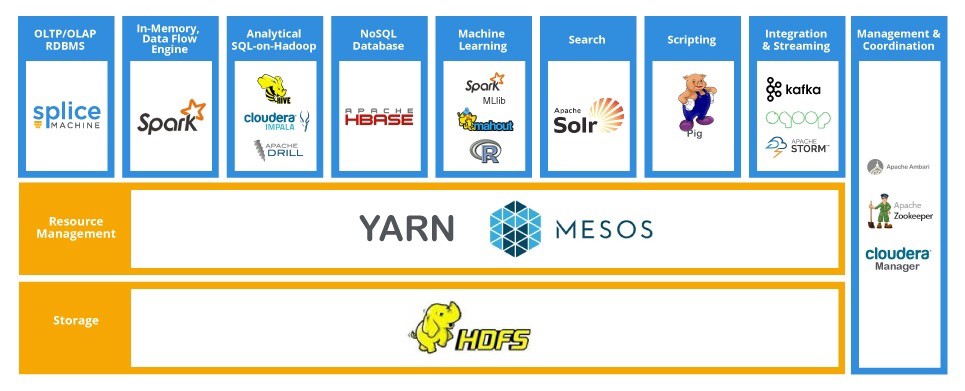 OLTP/OLAP
RDBMS
In-Memory,
Data Flow
Engine
Analytical
SQL-on-Hadoop
NoSQL
Database
Machine
Learning
Search
Scripting
Integration
& Streaming
Management &
Coordination
splice
MACHINE
Spark
HIVE
cloudera
IMPALA
APACHE
DRILL
APACHE
HBASE
Spark
MLlib
mahout
R
Apache
Solr
Pig
kafka
sqoop
APACHE
STORM™
Apache Ambari
Apache
Zookeeper
cloudera
Manager
Resource
Management
YARN
MESOS
Storage
HDFS